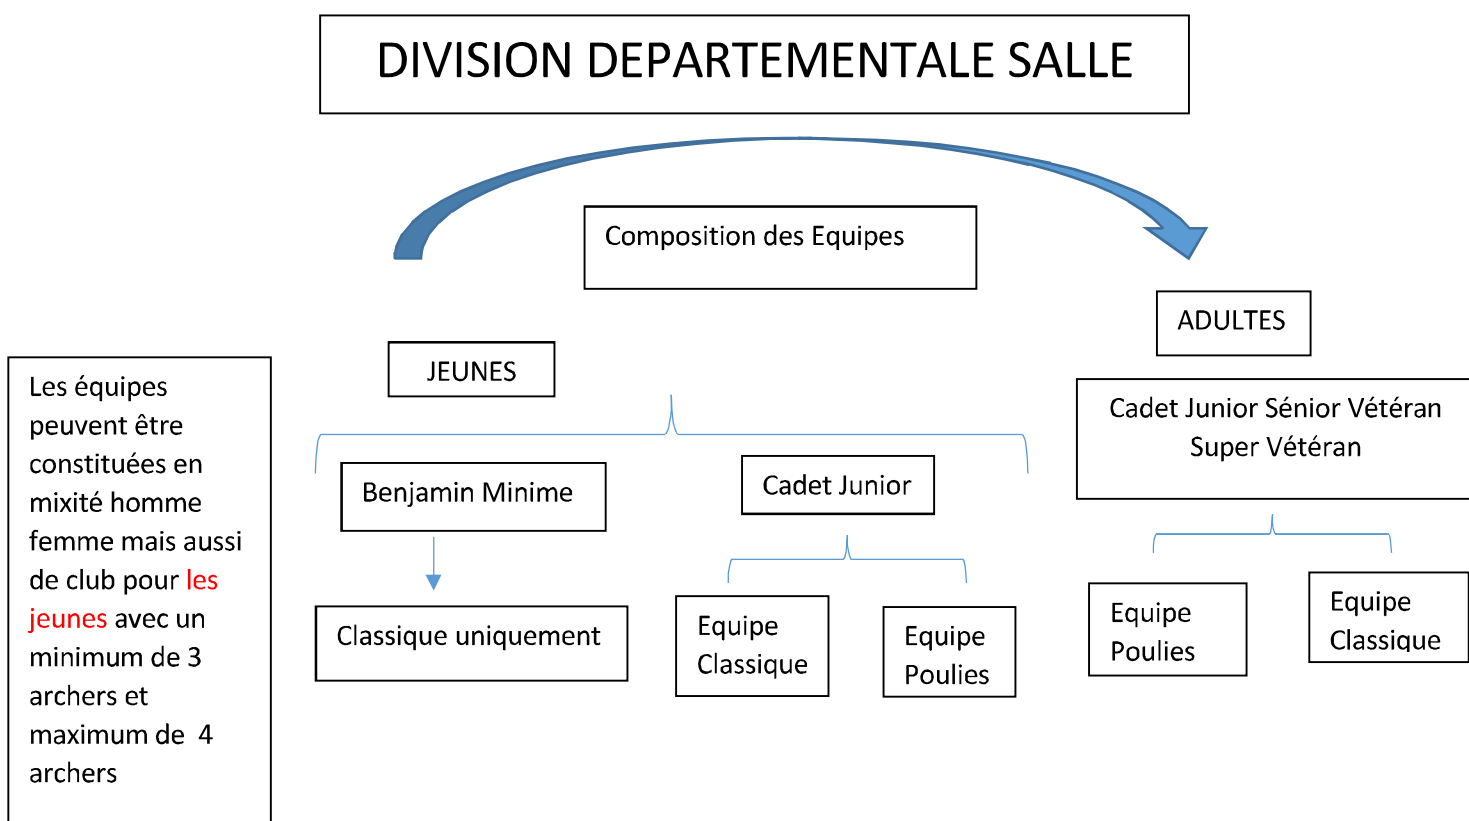 DIVISION DEPARTEMENTALE SALLE
Composition des Equipes
ADULTES
JEUNES
Les équipes
peuvent être
constituées en
mixité homme
femme mais aussi
de club pour les
jeunes avec un
minimum de 3
archers et
maximum de  4
archers
Cadet Junior Sénior Vétéran
Super Vétéran
Benjamin Minime
Cadet Junior
Classique uniquement
Equipe
Classique
Equipe
Poulies
Equipe
Poulies
Equipe
Classique